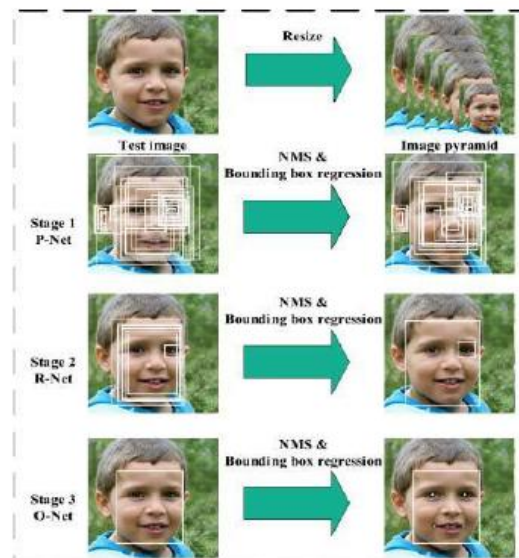 Resize
Test image
Image pyramid
NMS &
Bounding box regression
Stage 1
P-Net
NMS &
Bounding box regression
Stage 2
R-Net
NMS &
Bounding box regression
Stage 3
O-Net